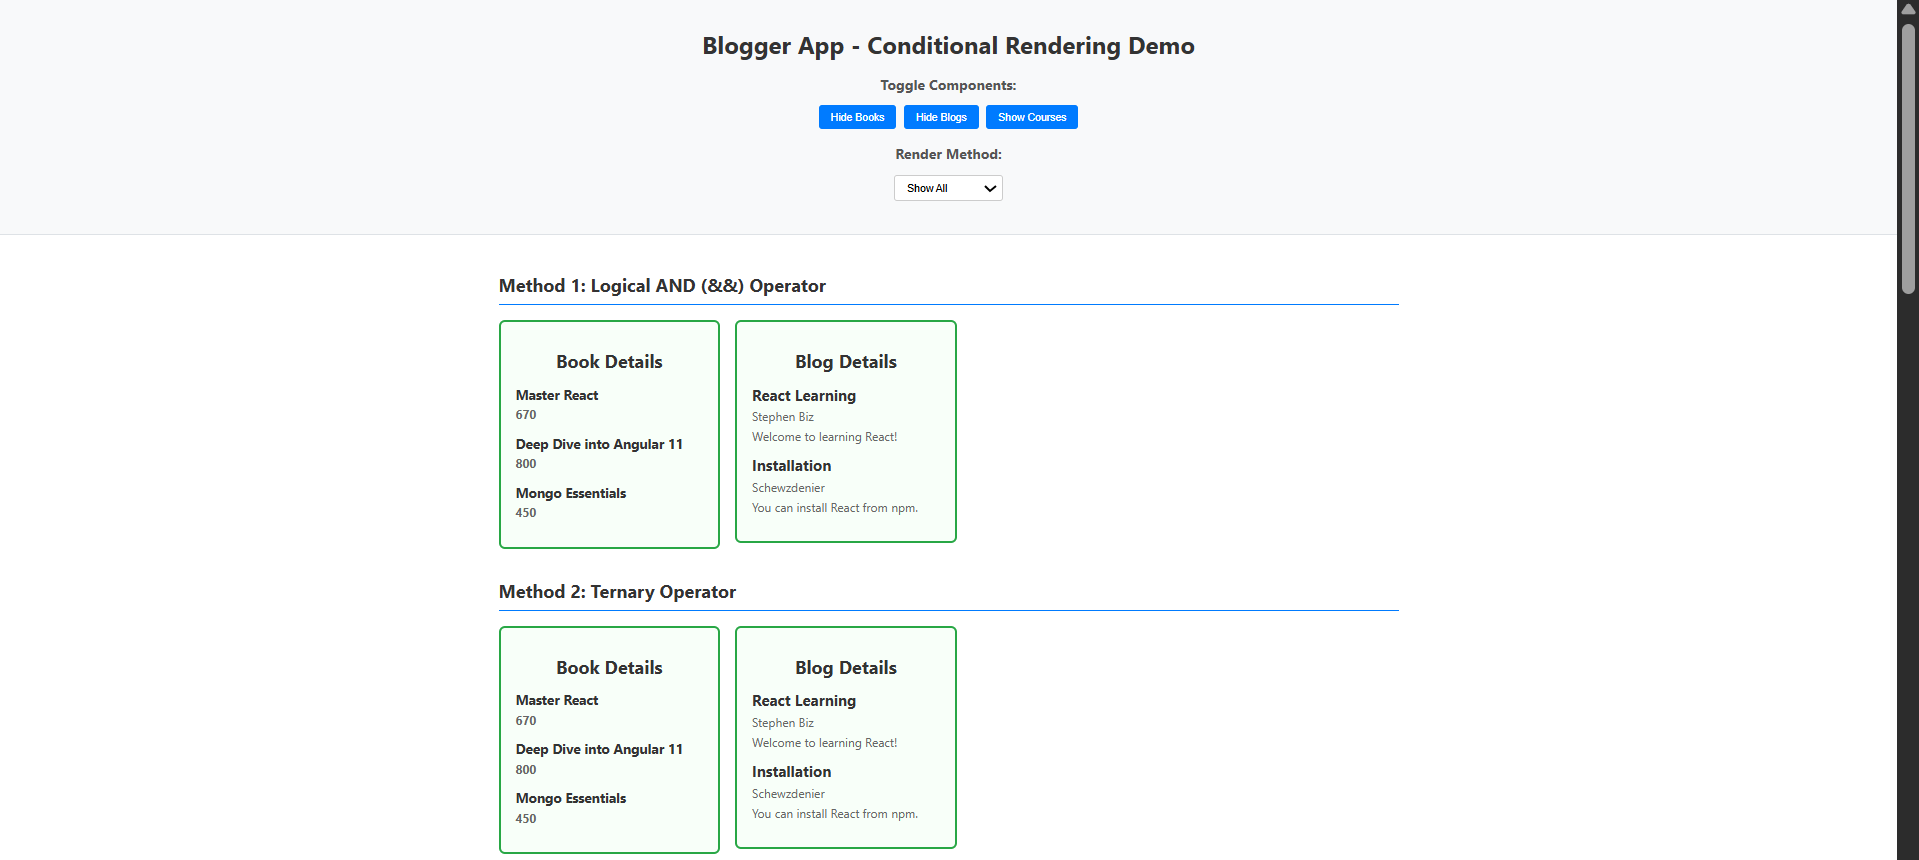 Blogger App - Conditional Rendering Demo
Toggle Components:
Hide Books Hide Blogs Show Courses
Render Method:
Show All
Method 1: Logical AND (&&) Operator
Book Details
Master React
670
Deep Dive into Angular 11
800
Mongo Essentials
450
Blog Details
React Learning
Stephen Biz
Welcome to learning React!
Installation
Schewzdenier
You can install React from npm.
Method 2: Ternary Operator
Book Details
Master React
670
Deep Dive into Angular 11
800
Mongo Essentials
450
Blog Details
React Learning
Stephen Biz
Welcome to learning React!
Installation
Schewzdenier
You can install React from npm.